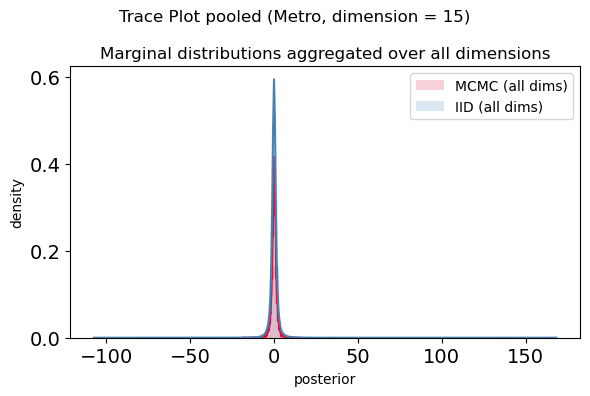 Trace Plot pooled (Metro, dimension = 15)
Marginal distributions aggregated over all dimensions
MCMC (all dims)
IID (all dims)
density
0.6
0.4
0.2
0.0
−100
−50
0
50
100
150
posterior